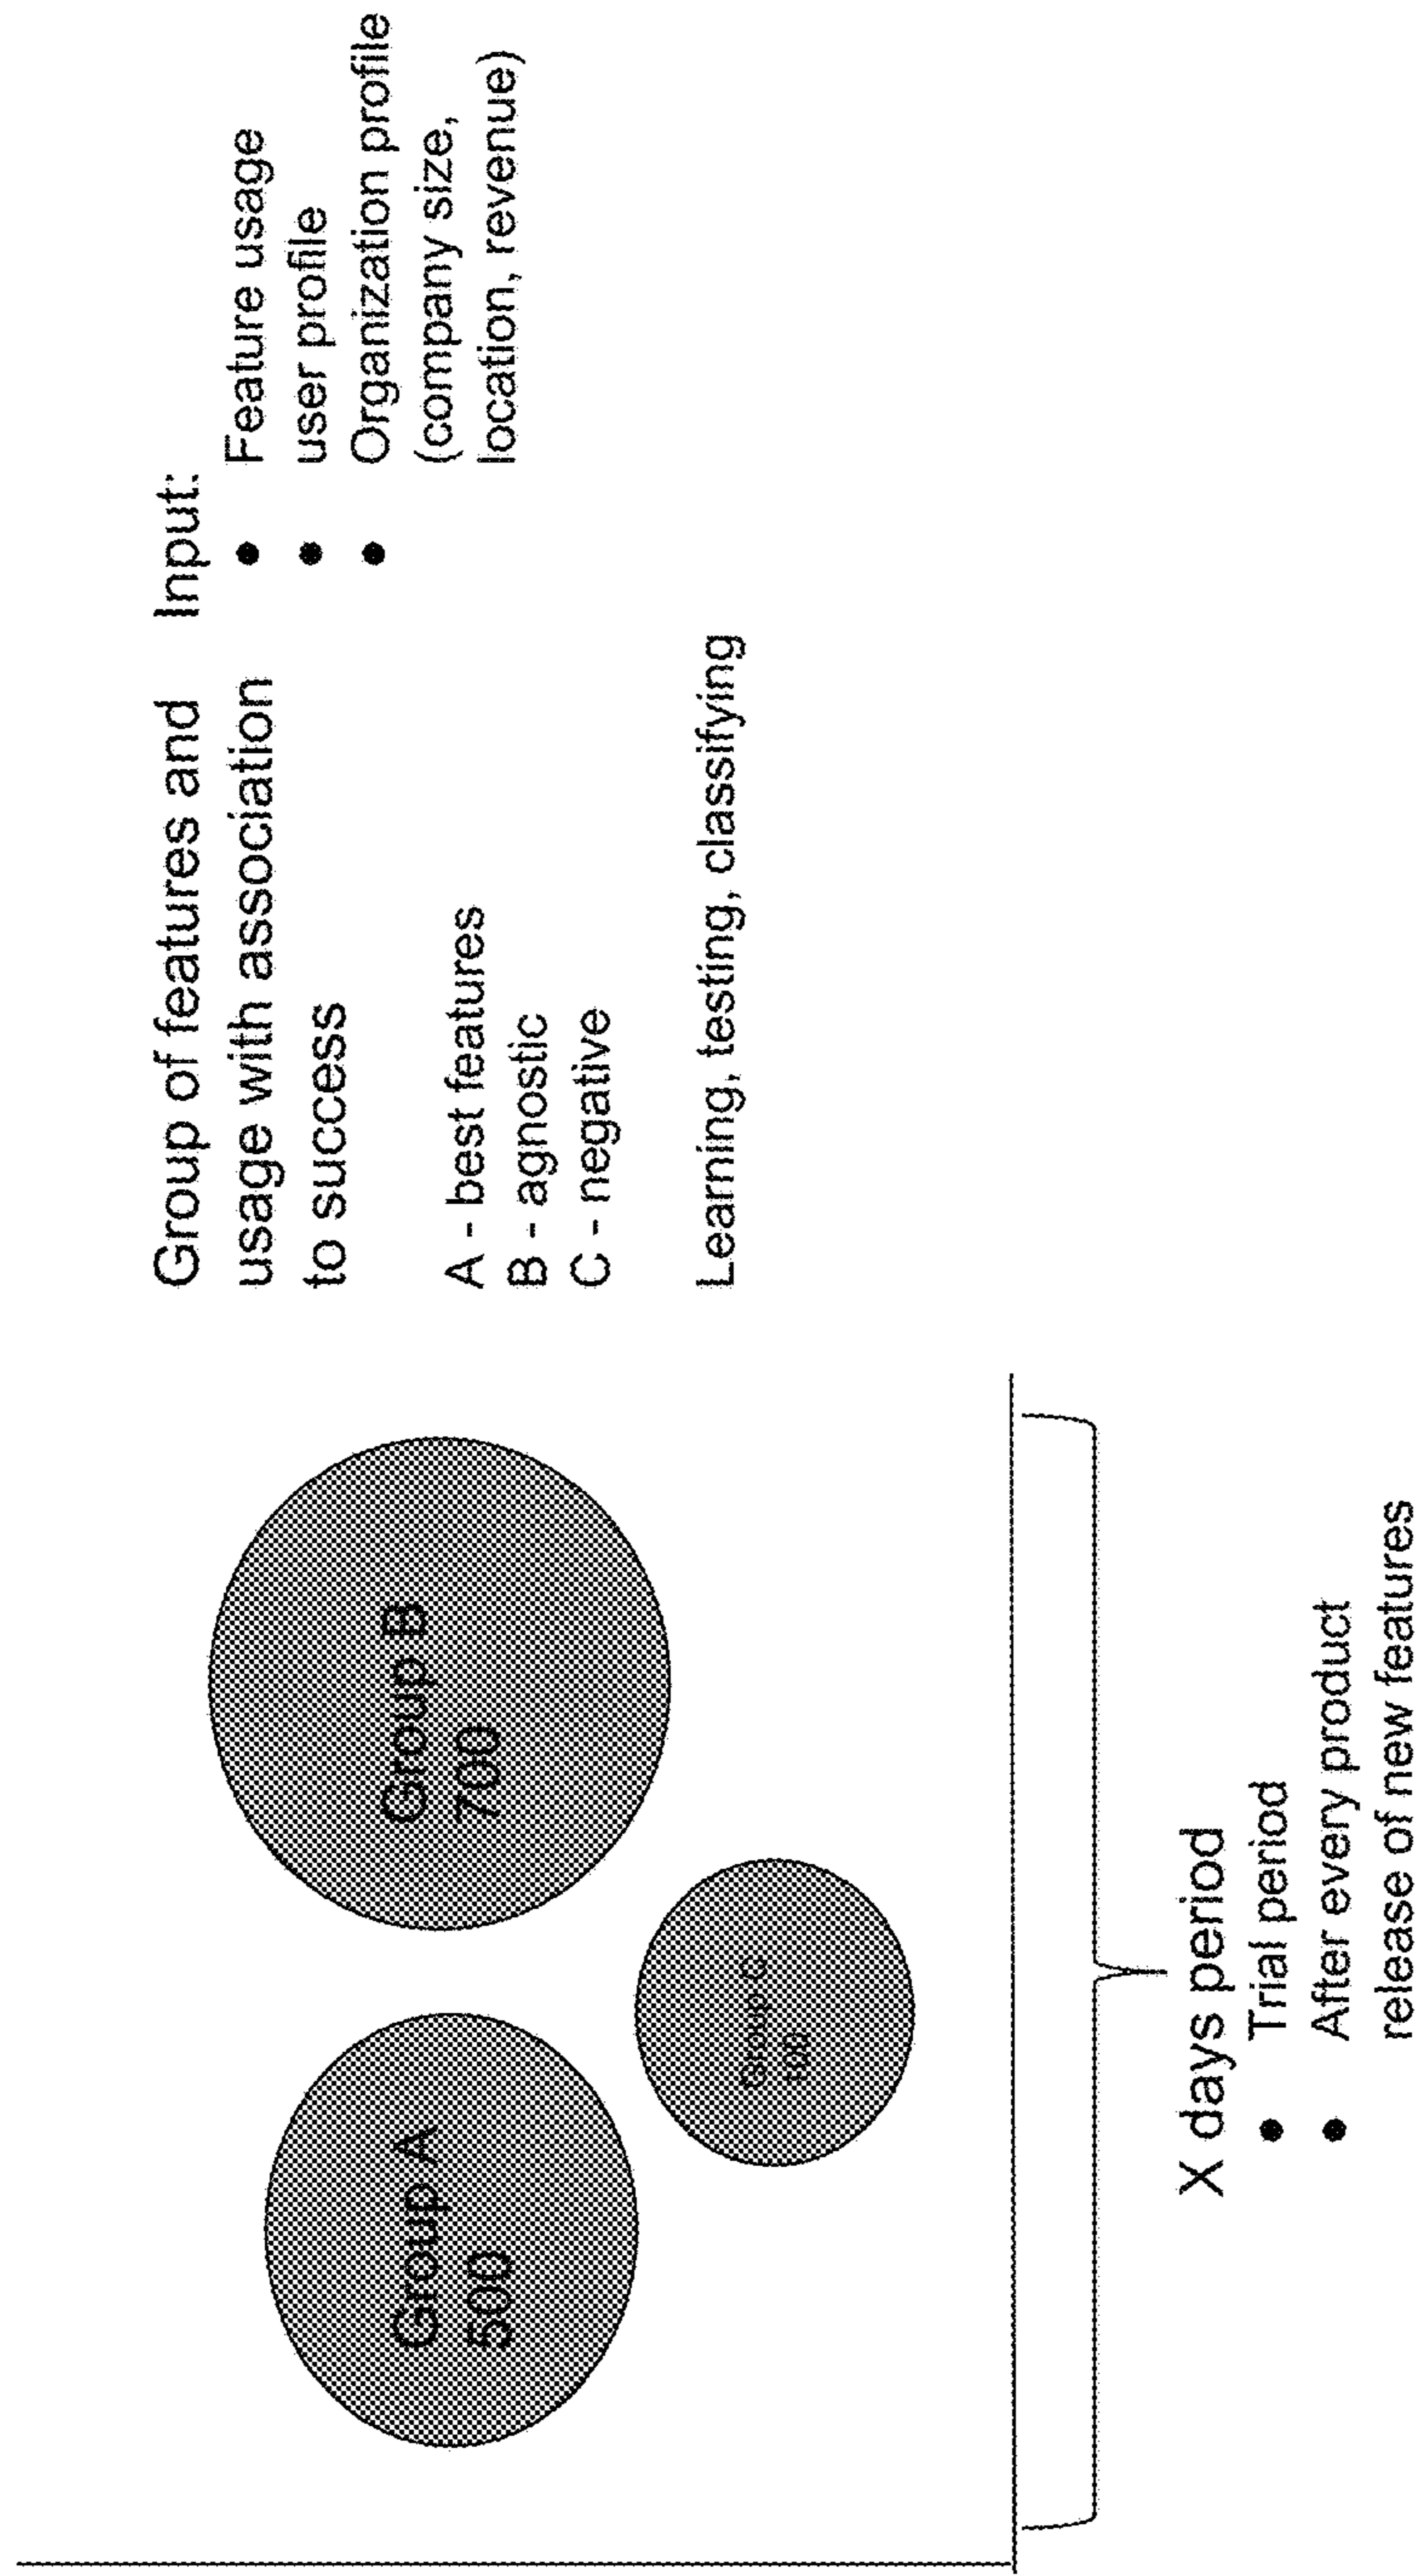 Group A
500
Group B
700
Group C
100
X days period
● Trial period
● After every product
release of new features
Group of features and
usage with association
to success
A - best features
B - agnostic
C - negative
Learning, testing, classifying
Input:
● Feature usage
● user profile
● Organization profile
(company size,
location, revenue)